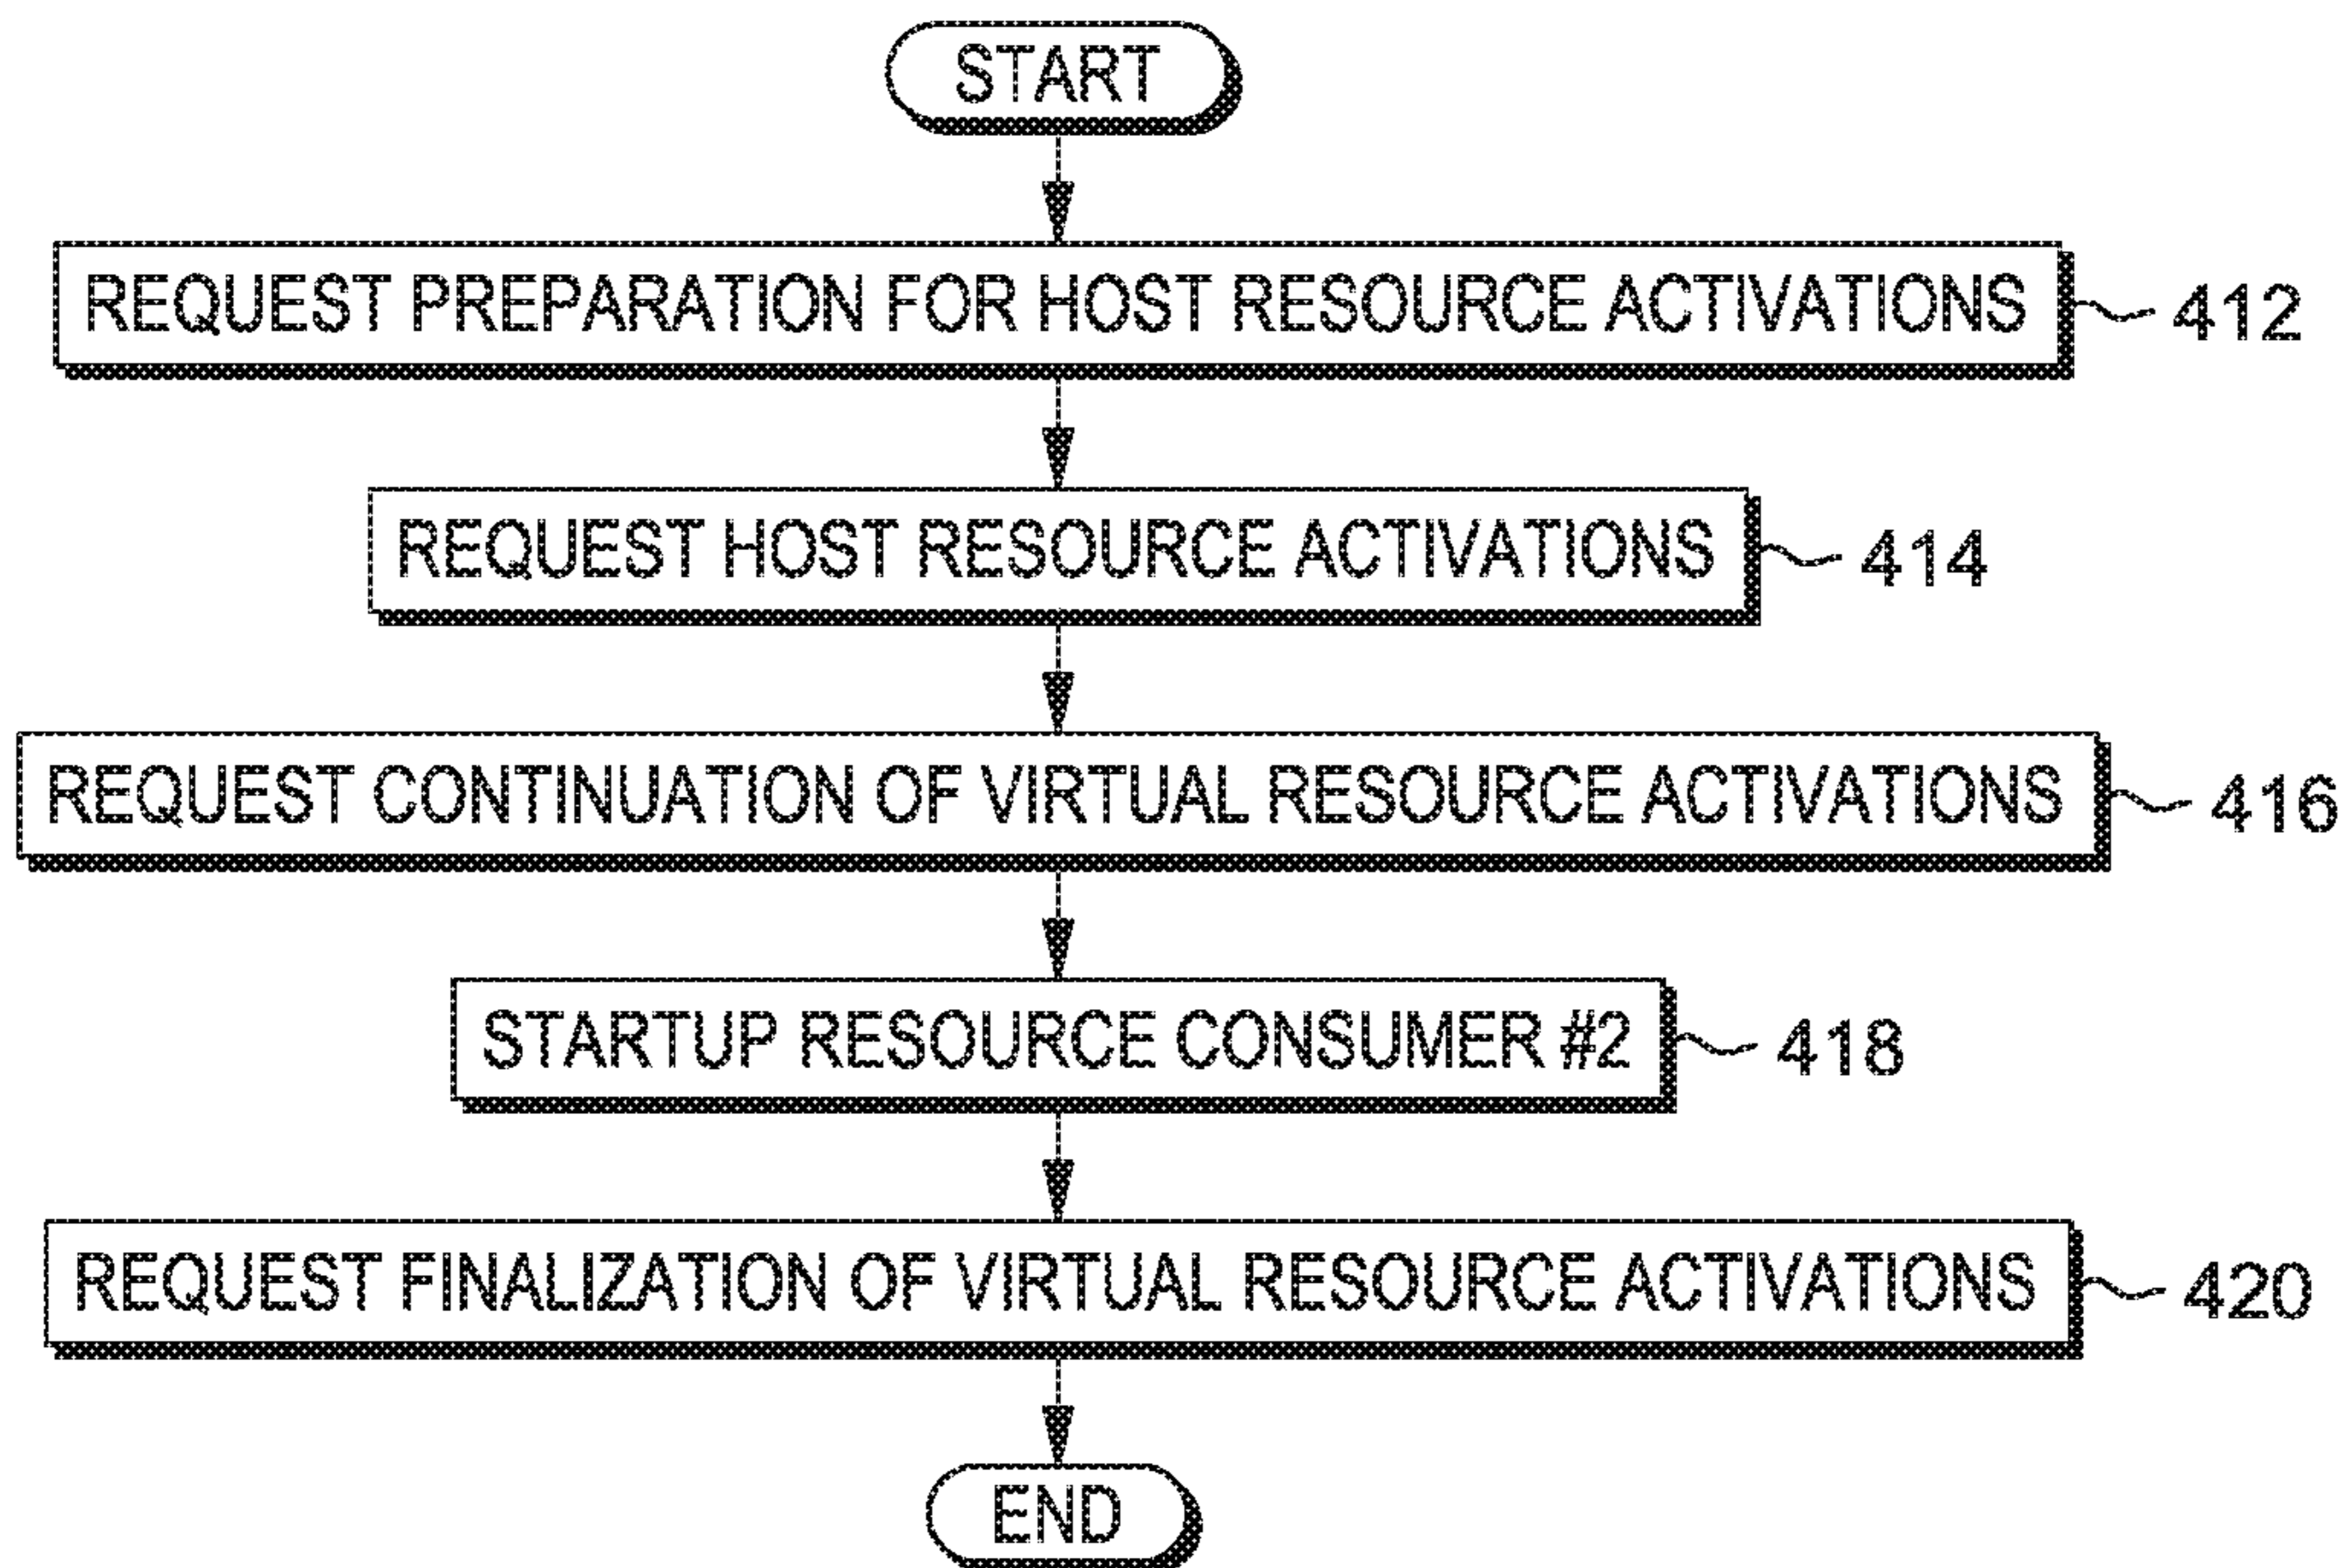 START
REQUEST PREPARATION FOR HOST RESOURCE ACTIVATIONS 412
REQUEST HOST RESOURCE ACTIVATIONS 414
REQUEST CONTINUATION OF VIRTUAL RESOURCE ACTIVATIONS 416
STARTUP RESOURCE CONSUMER #2 418
REQUEST FINALIZATION OF VIRTUAL RESOURCE ACTIVATIONS 420
END